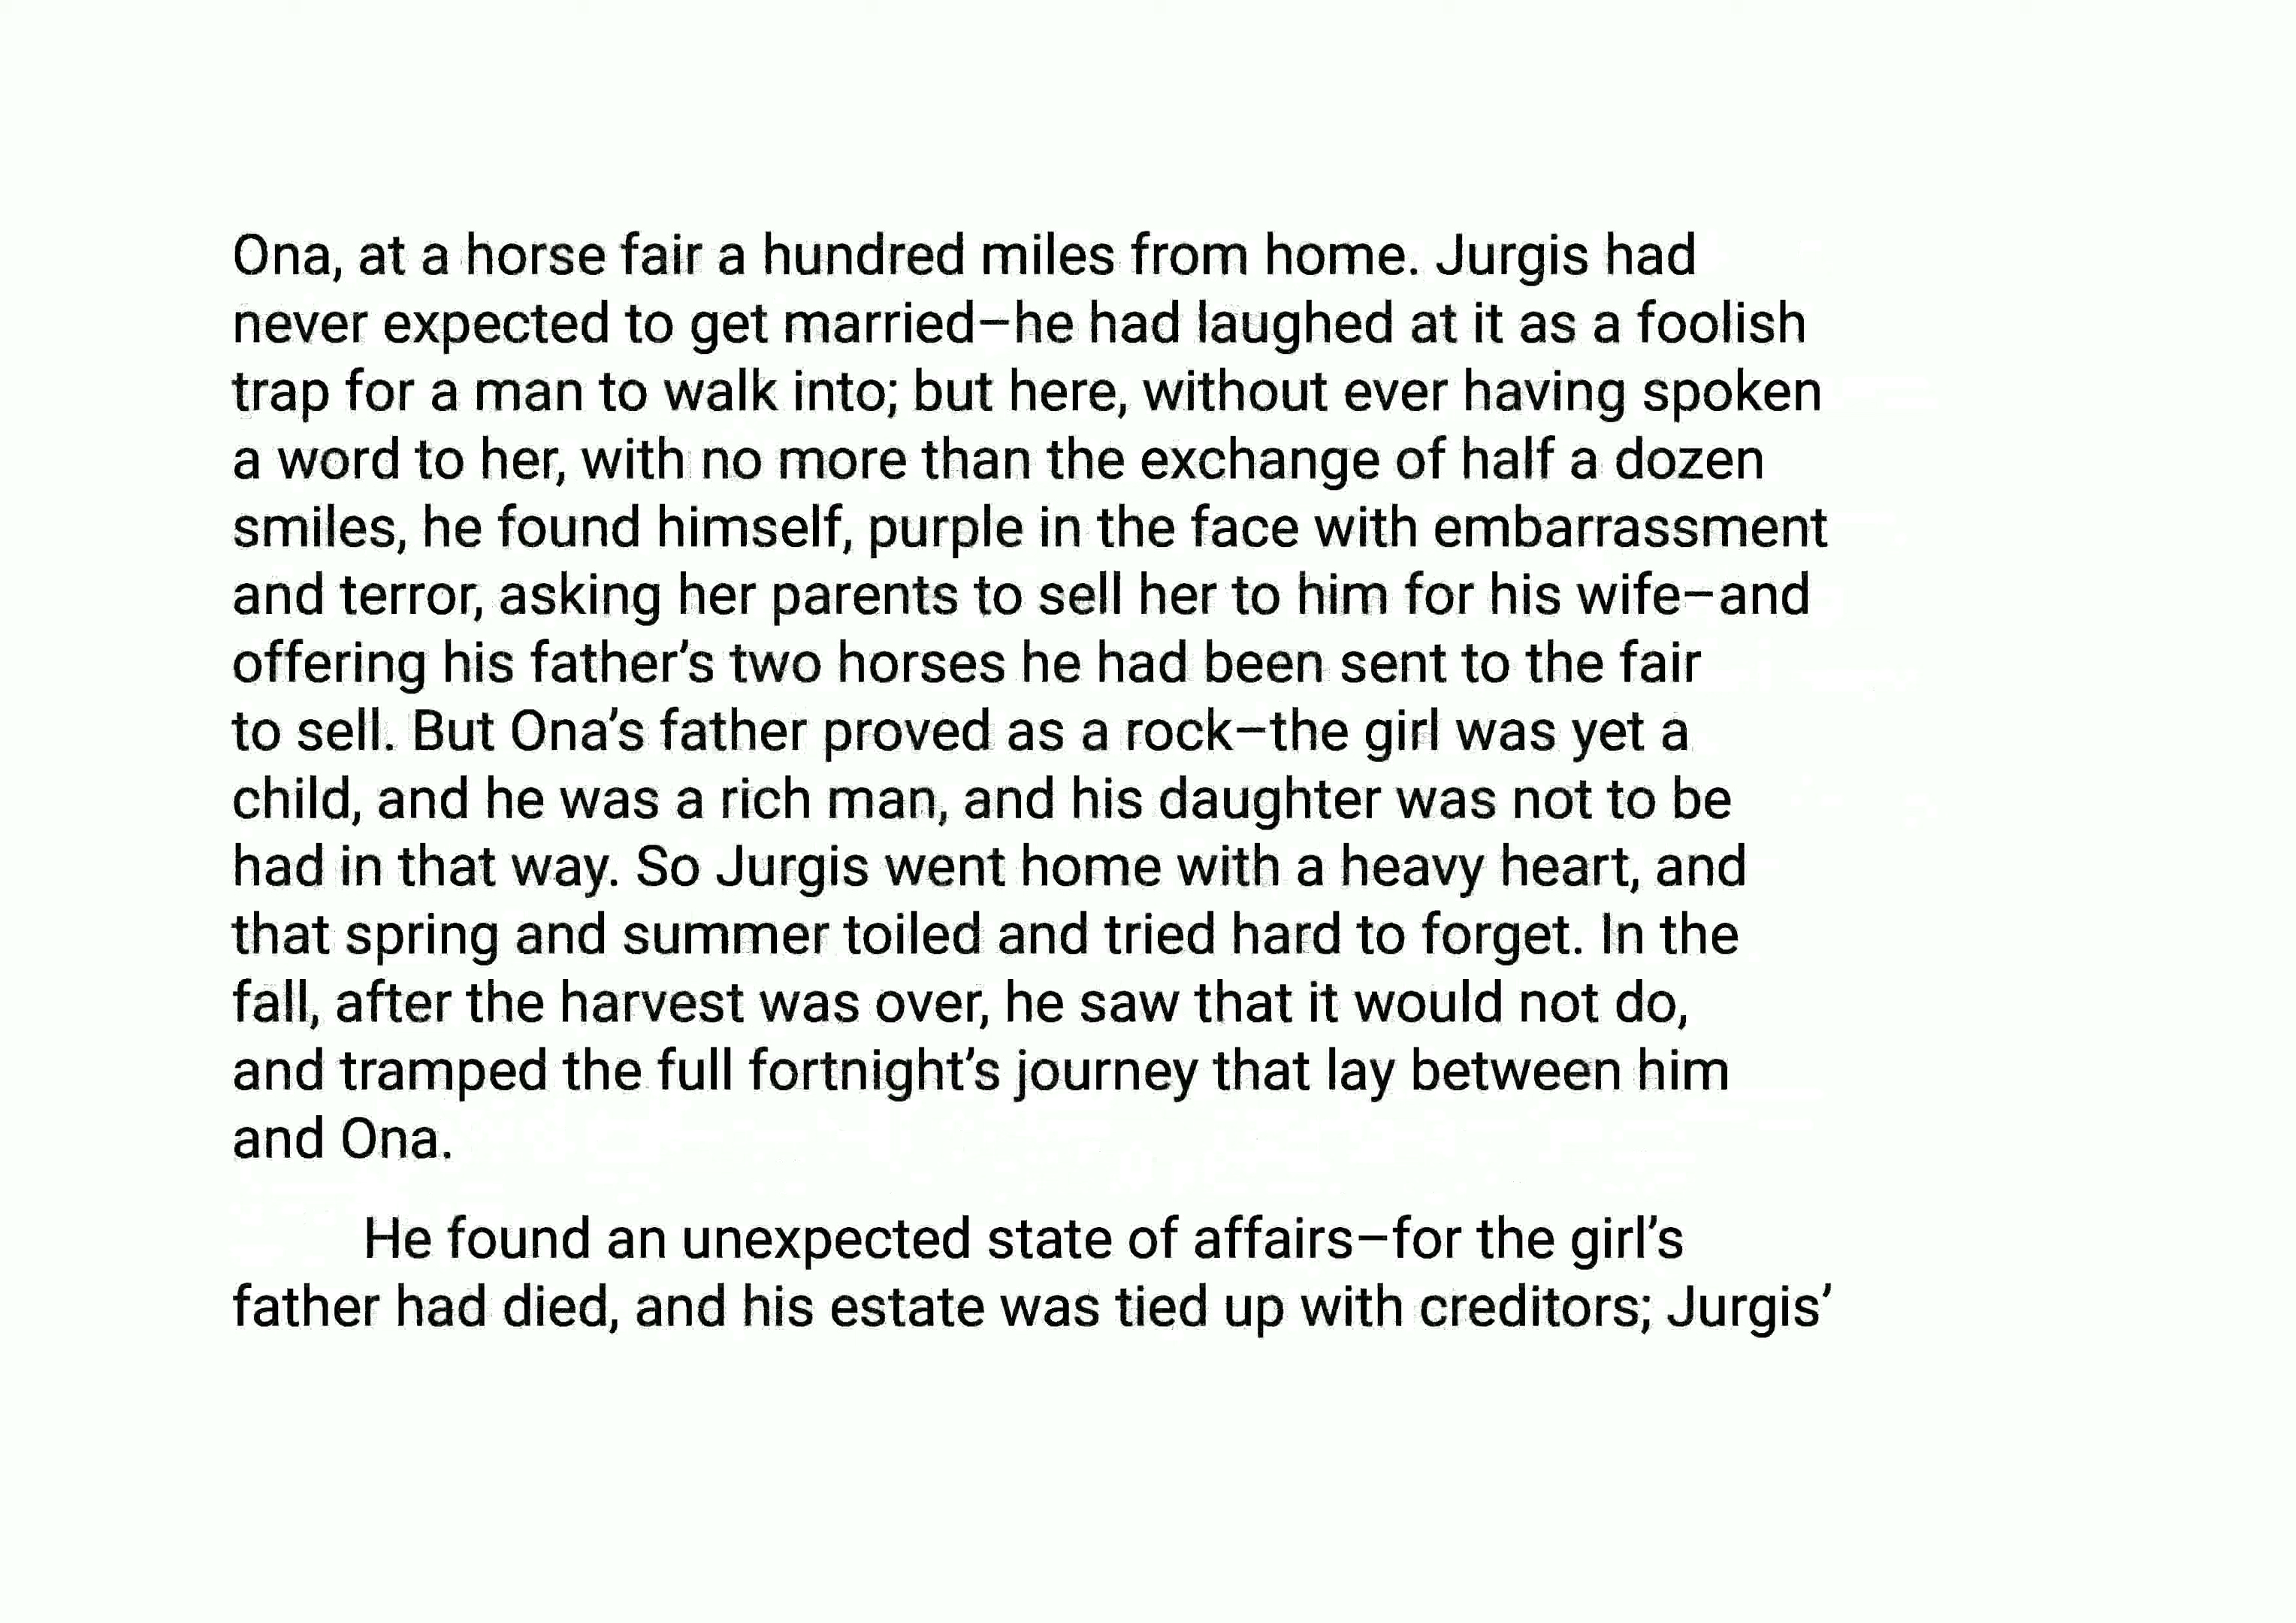 Ona, at a horse fair a hundred miles from home. Jurgis had
never expected to get married–he had laughed at it as a foolish
trap for a man to walk into; but here, without ever having spoken
a word to her, with no more than the exchange of half a dozen
smiles, he found himself, purple in the face with embarrassment
and terror, asking her parents to sell her to him for his wife–and
offering his father’s two horses he had been sent to the fair
to sell. But Ona’s father proved as a rock–the girl was yet a
child, and he was a rich man, and his daughter was not to be
had in that way. So Jurgis went home with a heavy heart, and
that spring and summer toiled and tried hard to forget. In the
fall, after the harvest was over, he saw that it would not do,
and tramped the full fortnight’s journey that lay between him
and Ona.
He found an unexpected state of affairs–for the girl’s
father had died, and his estate was tied up with creditors; Jurgis’